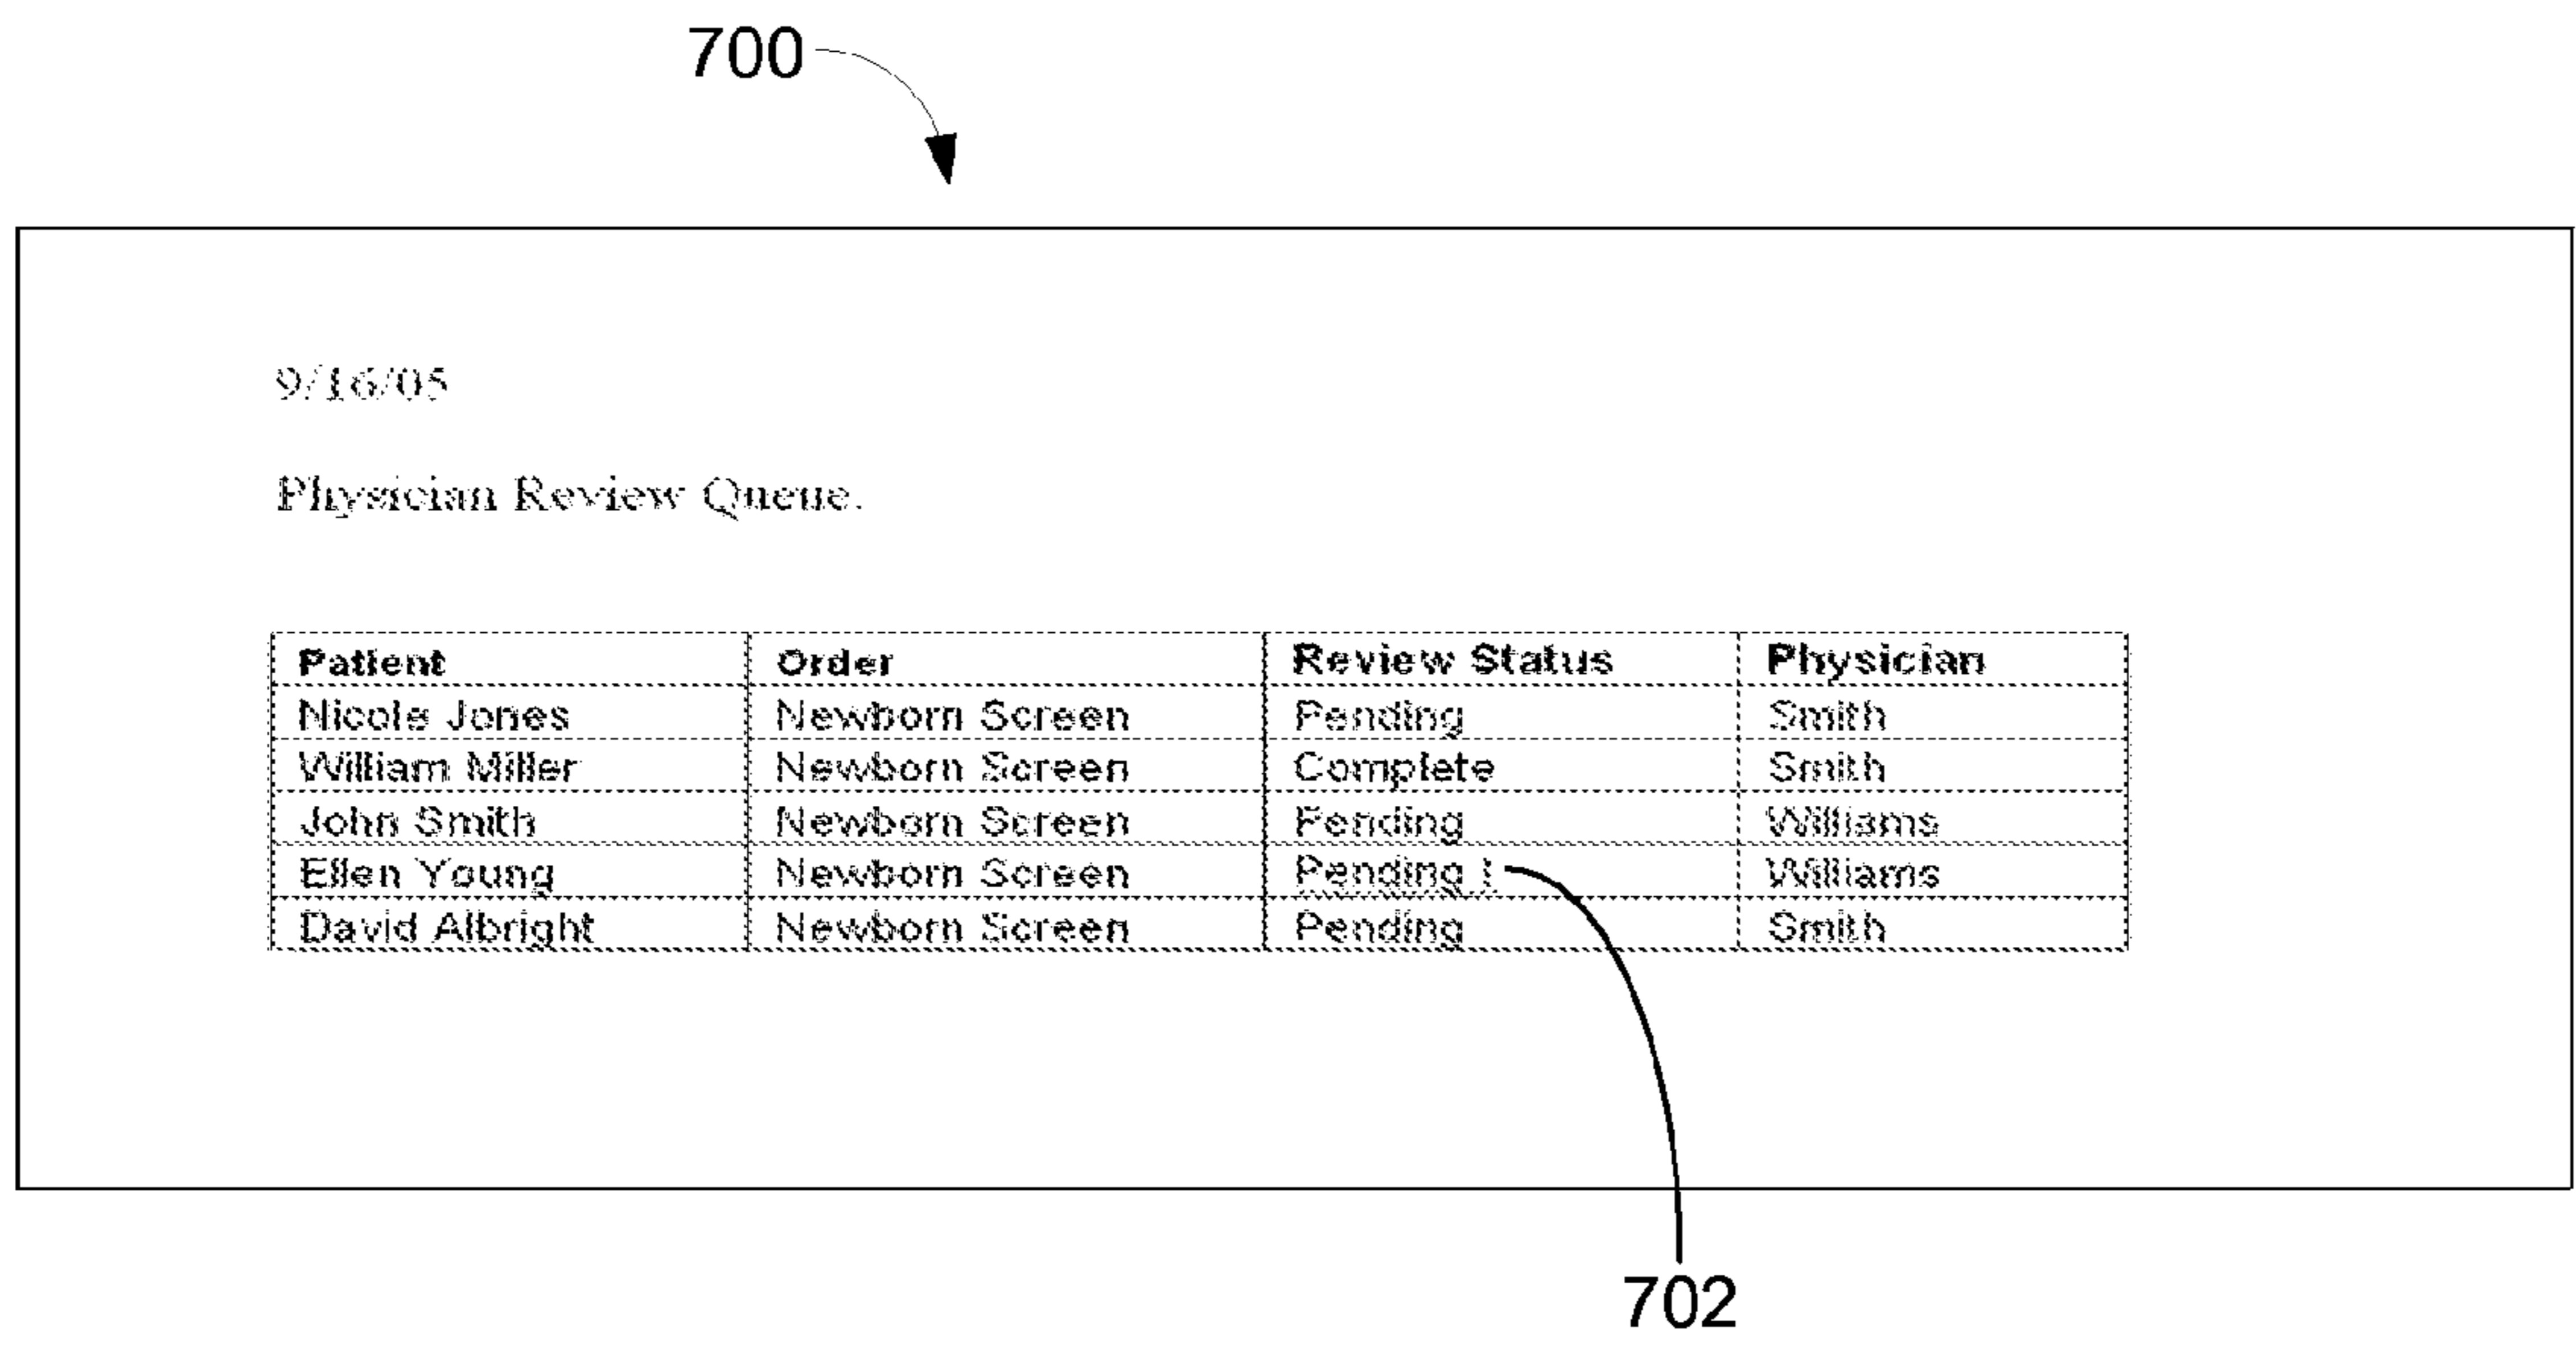 700
9/16/05
Physician Review Queue.
Patient Order Review Status Physician
Nicole Jones Newborn Screen Pending Smith
William Miller Newborn Screen Complete Smith
John Smith Newborn Screen Pending Williams
Ellen Young Newborn Screen Pending ! Williams
David Albright Newborn Screen Pending Smith
702